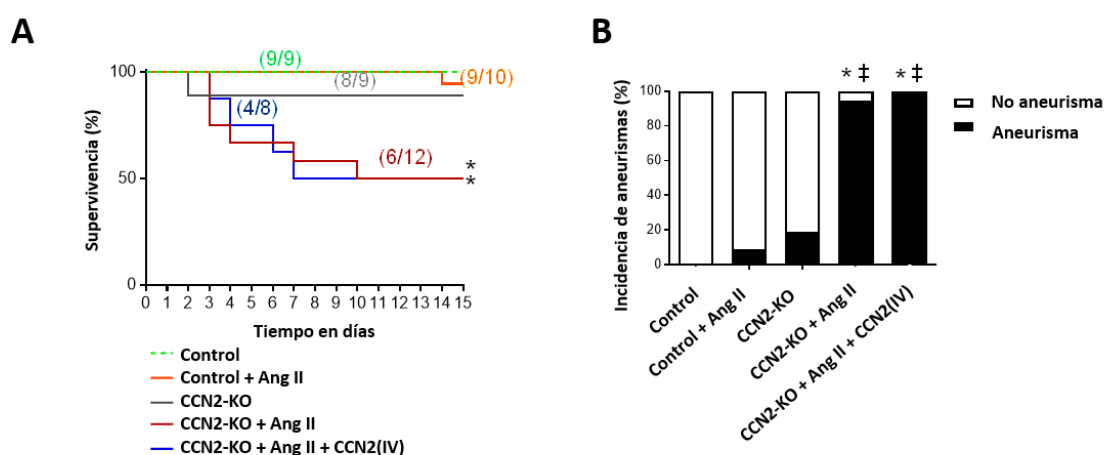 A
Supervivencia (%)
100
50
0
(9/9)
(9/10)
(8/9)
(4/8)
(6/12)
*
*
0 1 2 3 4 5 6 7 8 9 10 11 12 13 14 15
Tiempo en días
Control
Control + Ang II
CCN2-KO
CCN2-KO + Ang II
CCN2-KO + Ang II + CCN2(IV)
B
Incidencia de aneurismas (%)
100
80
60
40
20
0
* ‡
* ‡
No aneurisma
Aneurisma
Control
Control + Ang II
CCN2-KO
CCN2-KO + Ang II
CCN2-KO + Ang II + CCN2(IV)